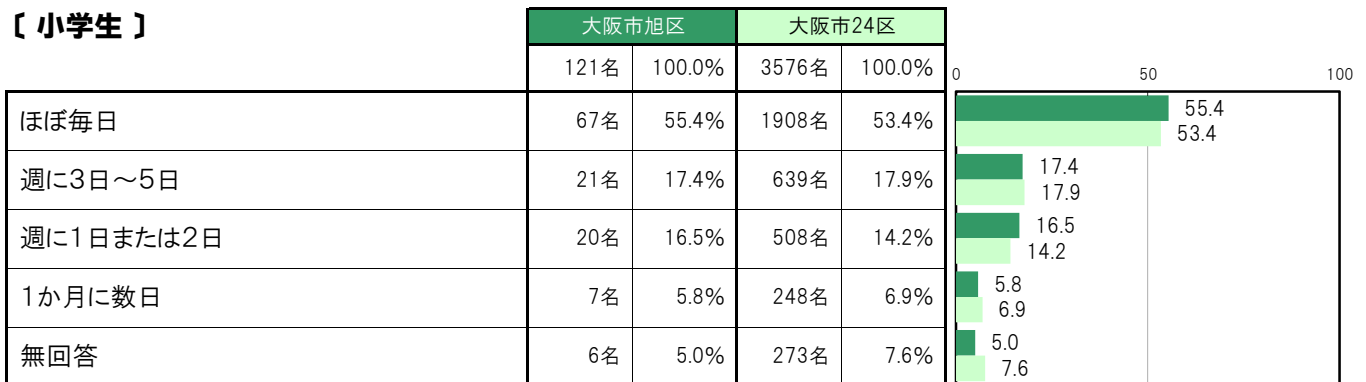 〔 小学生 〕
大阪市旭区 大阪市24区
121名 100.0% 3576名 100.0%
0 50 100
ほぼ毎日 67名 55.4% 1908名 53.4%
55.4
53.4
週に3日～5日 21名 17.4% 639名 17.9%
17.4
17.9
週に1日または2日 20名 16.5% 508名 14.2%
16.5
14.2
1か月に数日 7名 5.8% 248名 6.9%
5.8
6.9
無回答 6名 5.0% 273名 7.6%
5.0
7.6